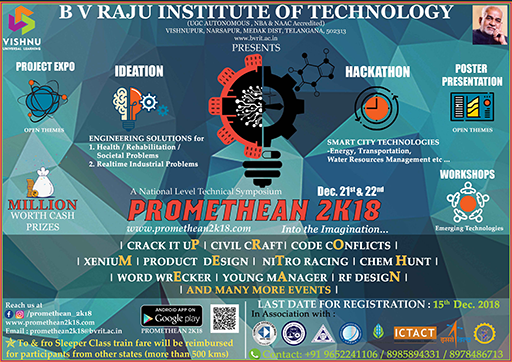 B V RAJU INSTITUTE OF TECHNOLOGY
(UGC AUTONOMOUS , NBA & NAAC Accredited)
VISHNUPUR, NARSAPUR, MEDAK DIST, TELANGANA, 502313
www.bvrit.ac.in
PRESENTS
VISHNU
UNIVERSAL LEARNING
PROJECT EXPO
OPEN THEMES
IDEATION
ENGINEERING SOLUTIONS for
1. Health / Rehabilitation /
Societal Problems
2. Realtime Industrial Problems
HACKATHON
SMART CITY TECHNOLOGIES
-Energy, Transportation,
Water Resources Management etc ...
POSTER
PRESENTATION
OPEN THEMES
WORKSHOPS
Emerging Technologies
MILLION
WORTH CASH
PRIZES
A National Level Technical Symposium
Dec. 21st & 22nd
PROMETHEAN 2K18
www.promethean2k18.com
Into the Imagination...
| CRACK IT uP | CIVIL CRAFT| CODE CONFLICTS |
| XENIUM | PRODUCT DESIGN | NITRO RACING | CHEM HUNT |
| WORD WRECKER | YOUNG MANAGER | RF DESIGN |
| AND MANY MORE EVENTS |
Reach us at /promethean_2k18
www.promethean2k18.com
Email : promethean2k18@bvrit.ac.in
ANDROID APP ON
Google play
PROMETHEAN 2K18
To & fro Sleeper Class train fare will be reimbursed
for participants from other states (more than 500 kms)
LAST DATE FOR REGISTRATION : 15th Dec. 2018
In Association with :
ICTACT
इसरो isro
Contact: +91 9652241106 / 8985894331 / 8978486713